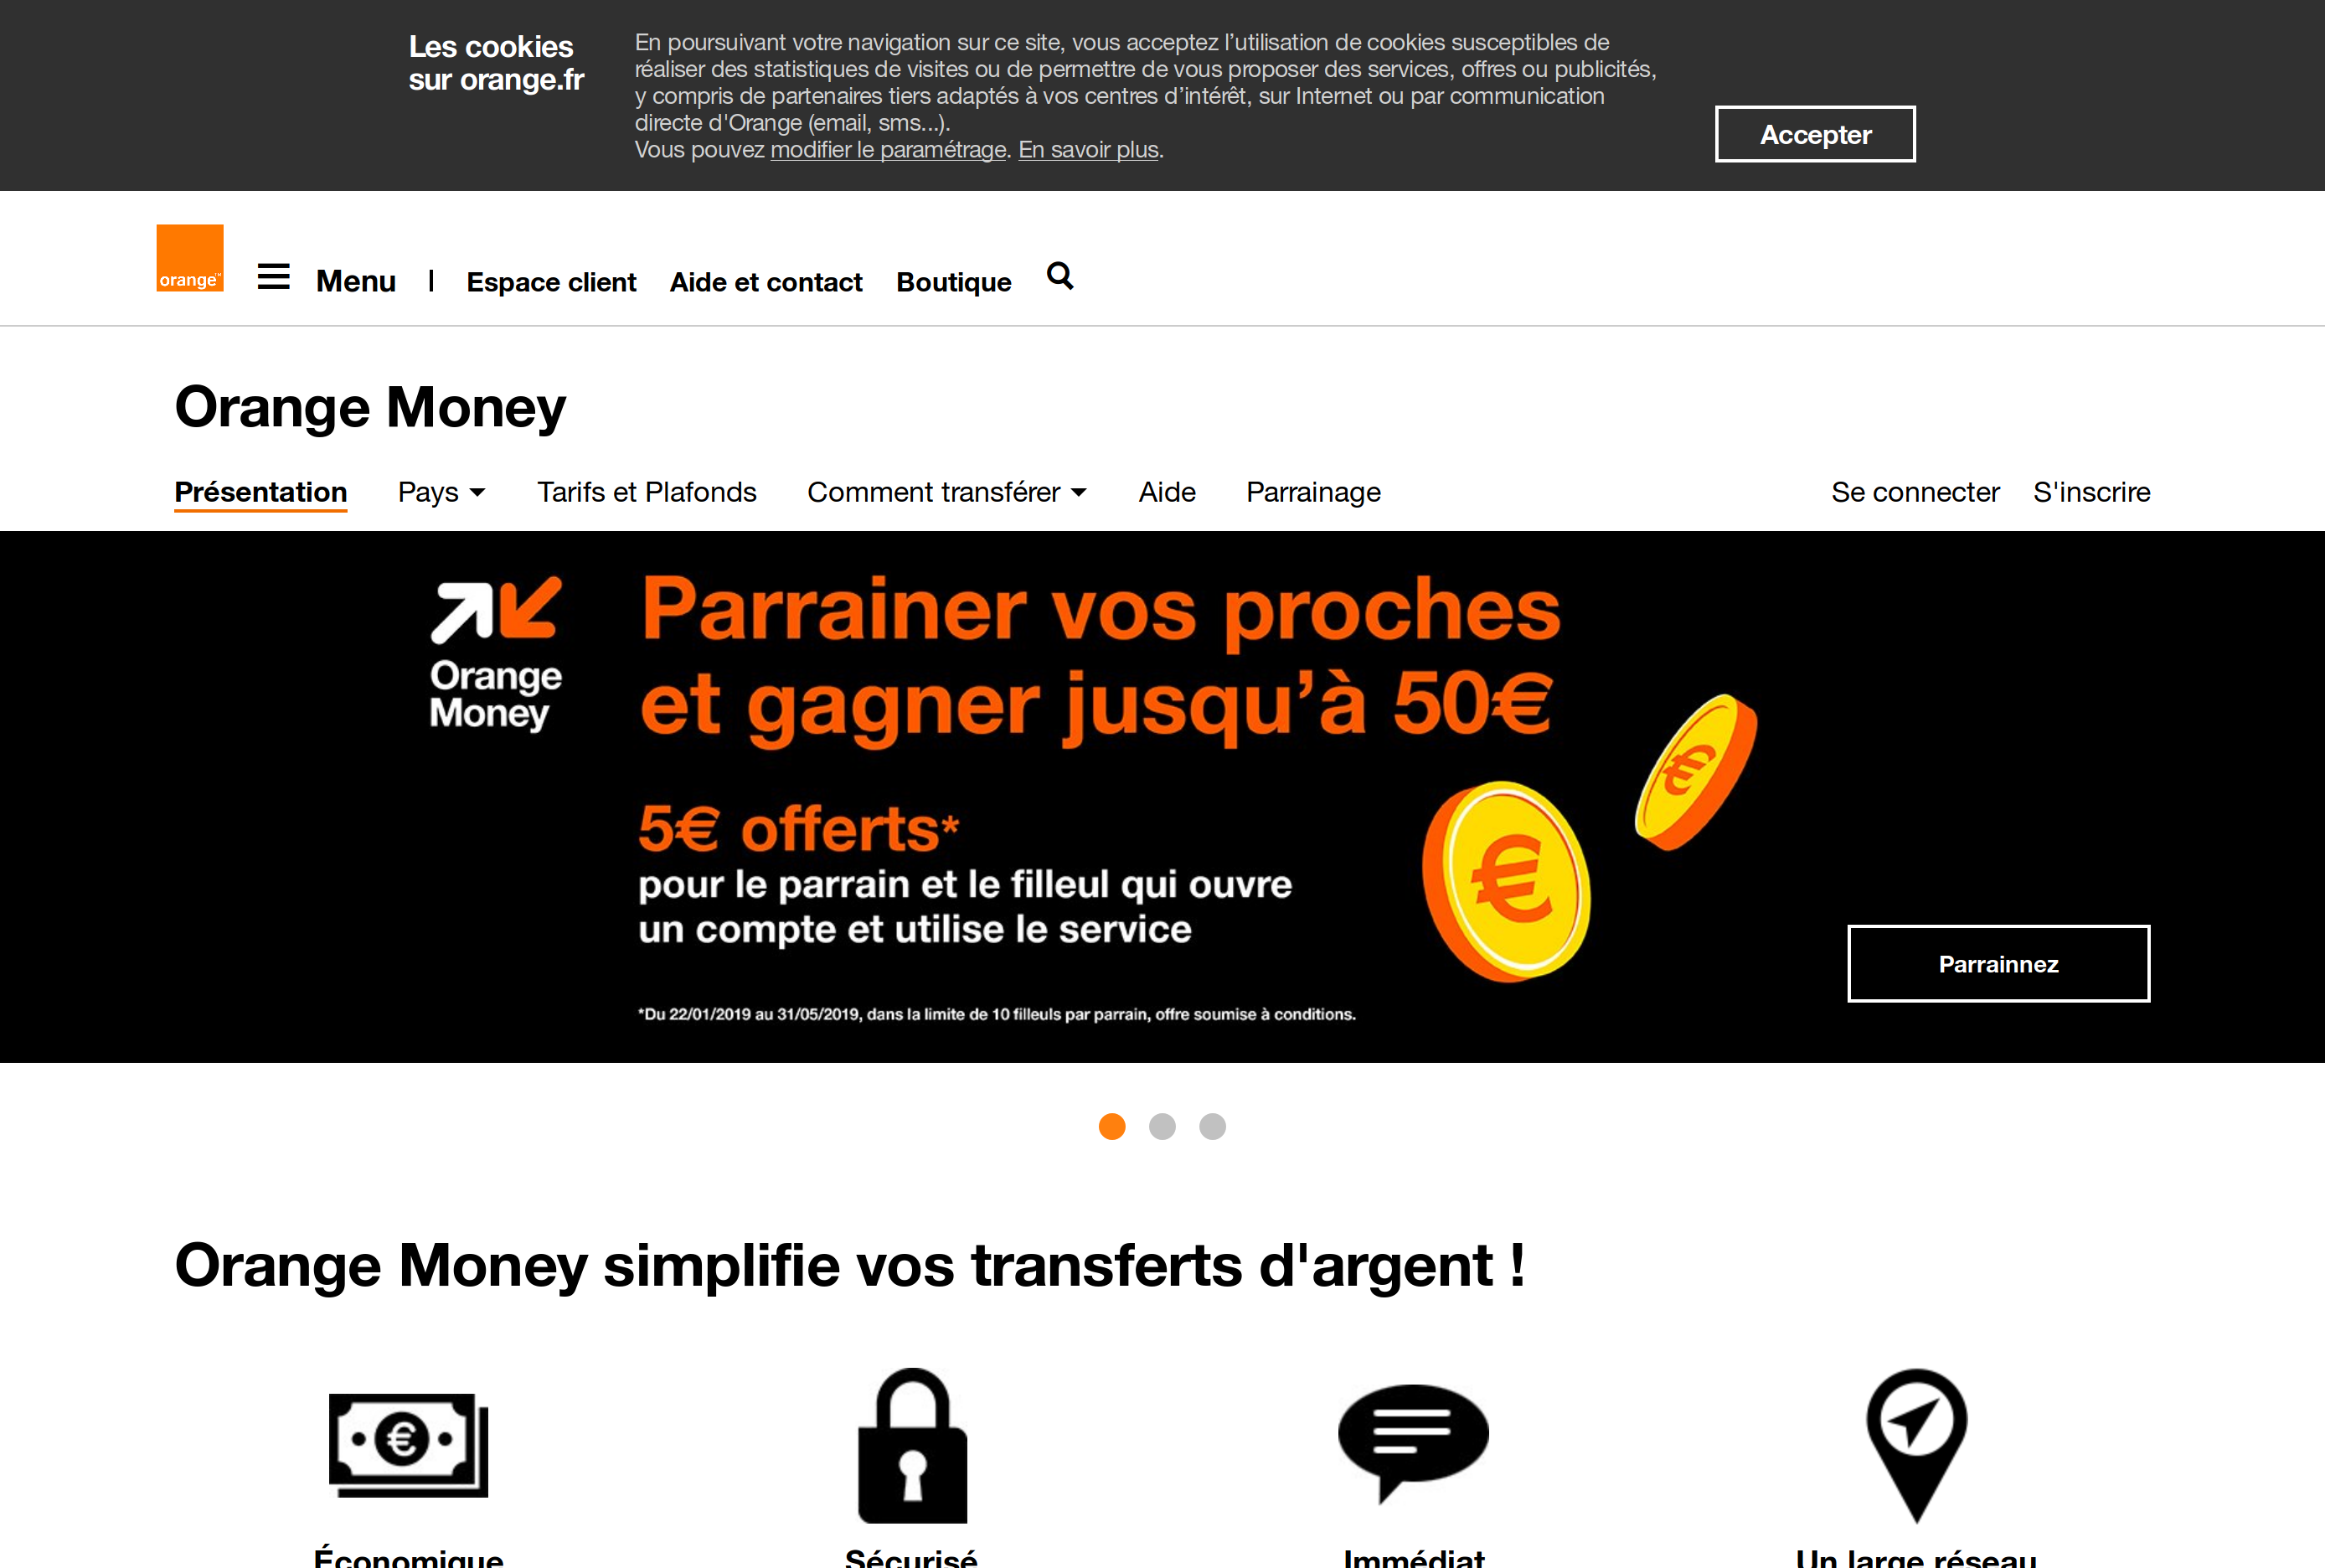 Les cookies
sur orange.fr
En poursuivant votre navigation sur ce site, vous acceptez l’utilisation de cookies susceptibles de
réaliser des statistiques de visites ou de permettre de vous proposer des services, offres ou publicités,
y compris de partenaires tiers adaptés à vos centres d’intérêt, sur Internet ou par communication
directe d'Orange (email, sms...).
Vous pouvez modifier le paramétrage. En savoir plus.
Accepter
orange™
Menu
Espace client
Aide et contact
Boutique
Orange Money
Présentation
Pays
Tarifs et Plafonds
Comment transférer
Aide
Parrainage
Se connecter
S'inscrire
Orange
Money
Parrainer vos proches
et gagner jusqu’à 50€
5€ offerts*
pour le parrain et le filleul qui ouvre
un compte et utilise le service
*Du 22/01/2019 au 31/05/2019, dans la limite de 10 filleuls par parrain, offre soumise à conditions.
€
€
Parrainnez
Orange Money simplifie vos transferts d'argent !
€
Économique
Sécurisé
Immédiat
Un large réseau